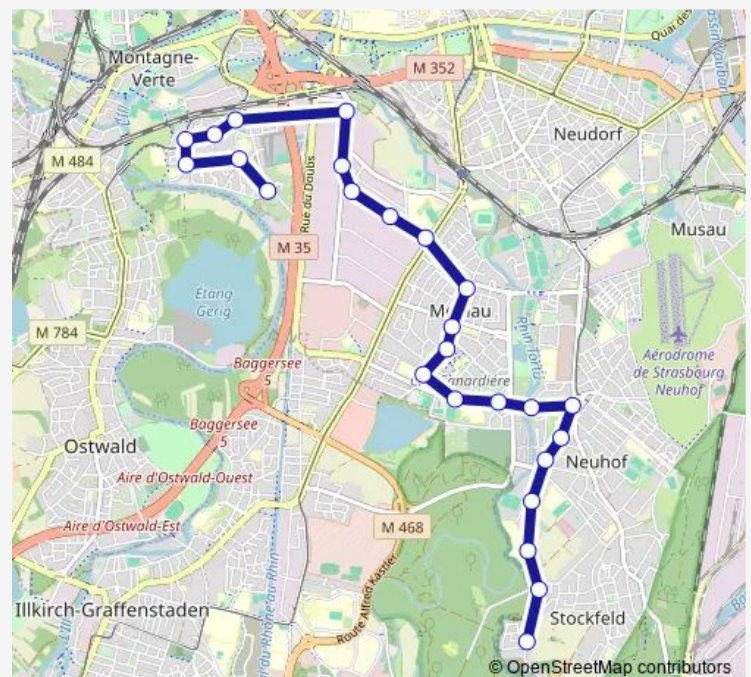 Quai des
Montagne-
Verte
M 352
Neudorf
M 484
Rue du Doubs
Musau
M 35
Étang
Gerig
M 784
Rhin Tortu
Aérodrome
de Strasbourg
Neuhof
Baggersee
5
Baggersee
5
Ostwald
Neuhof
Aire d'Ostwald-Ouest
Aire d'Ostwald-Est
M 468
Route Alfred Kastler
Illkirch-Graffenstaden
Stockfeld
© OpenStreetMap contributors